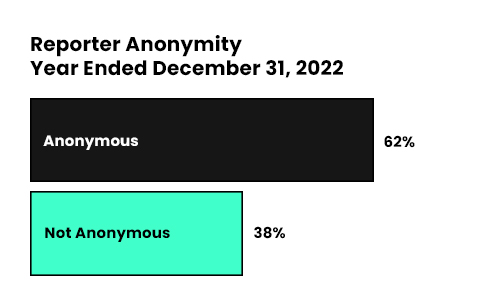 Reporter Anonymity
Year Ended December 31, 2022
Anonymous
62%
Not Anonymous
38%